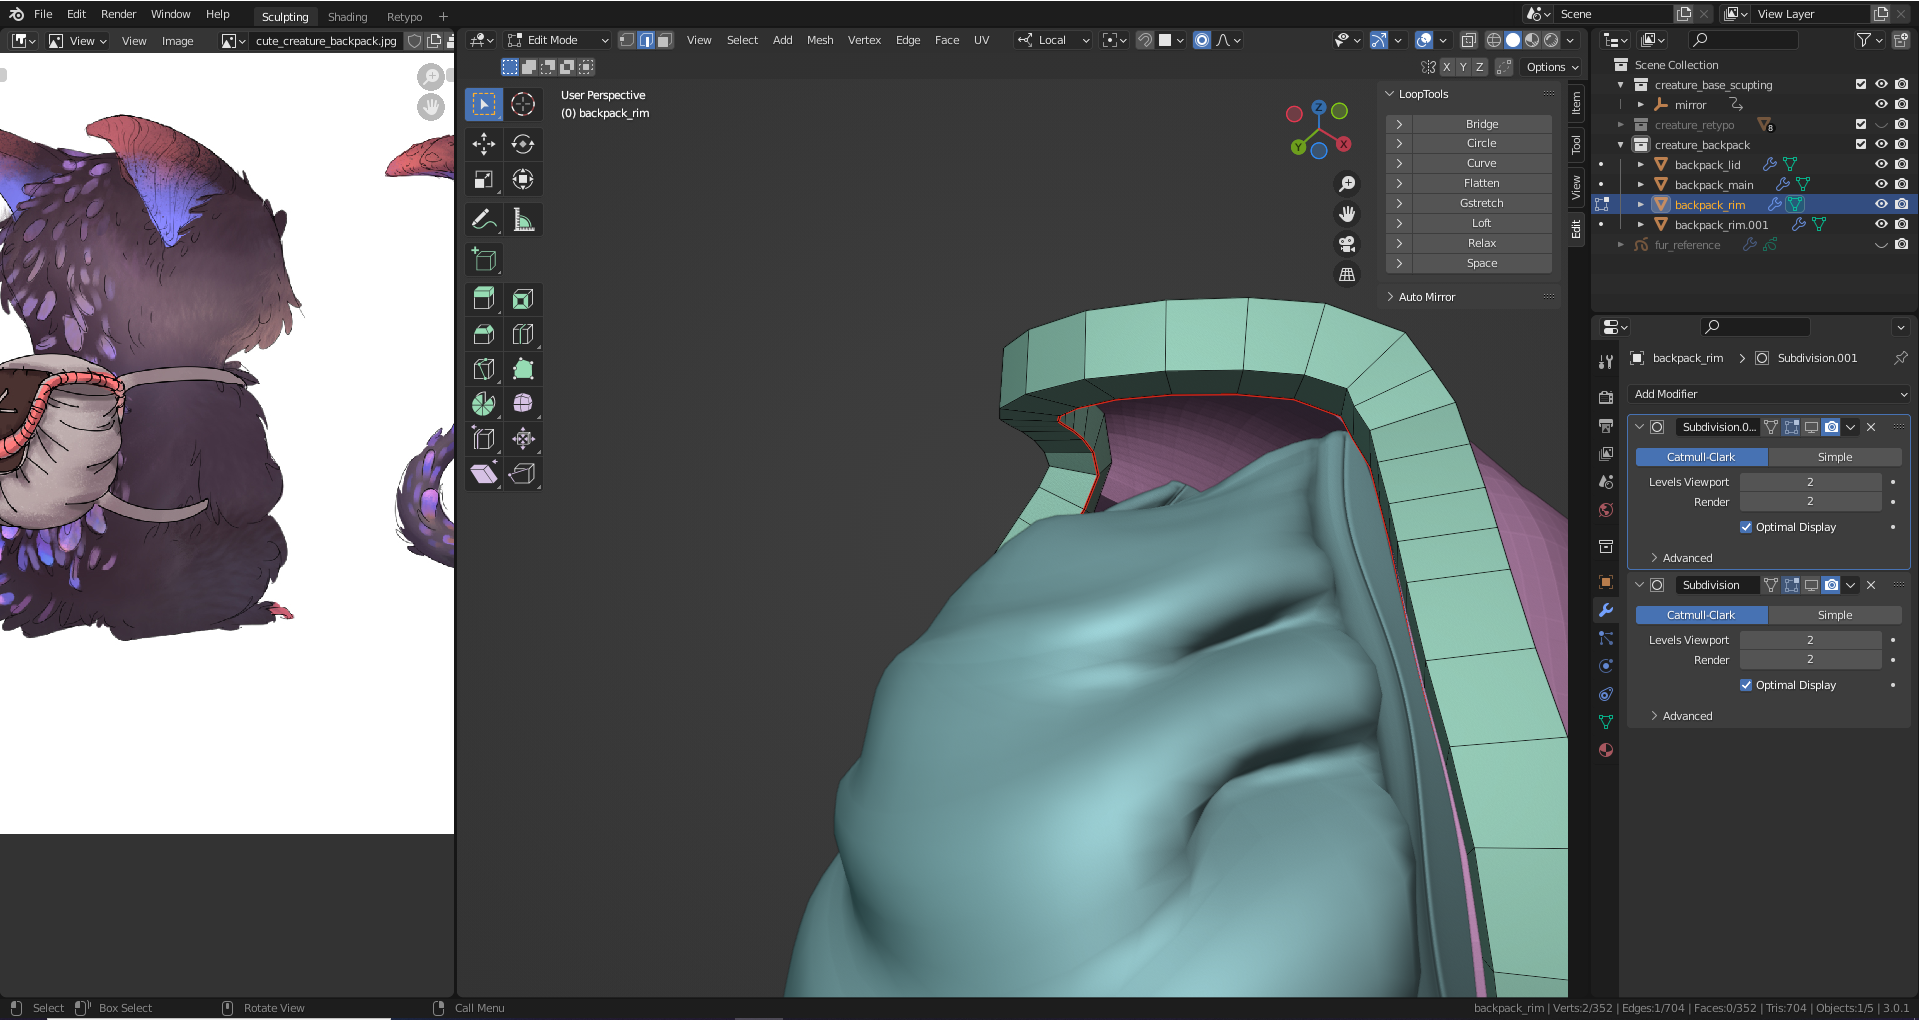 File Edit Render Window Help Sculpting Shading Retypo + Scene View Layer
View View Image cute_creature_backpack.jpg
Edit Mode View Select Add Mesh Vertex Edge Face UV Local
X Y Z Options
User Perspective
(0) backpack_rim
Z
Y
X
LoopTools
Bridge
Circle
Curve
Flatten
Gstretch
Loft
Relax
Space
Auto Mirror
Item
Tool
View
Edit
Scene Collection
creature_base_scupting
mirror
creature_retypo 8
creature_backpack
backpack_lid
backpack_main
backpack_rim
backpack_rim.001
fur_reference
backpack_rim > Subdivision.001
Add Modifier
Subdivision.0...
Catmull-Clark Simple
Levels Viewport 2
Render 2
Optimal Display
Advanced
Subdivision
Catmull-Clark Simple
Levels Viewport 2
Render 2
Optimal Display
Advanced
Select Box Select Rotate View Call Menu
backpack_rim | Verts:2/352 | Edges:1/704 | Faces:0/352 | Tris:704 | Objects:1/5 | 3.0.1